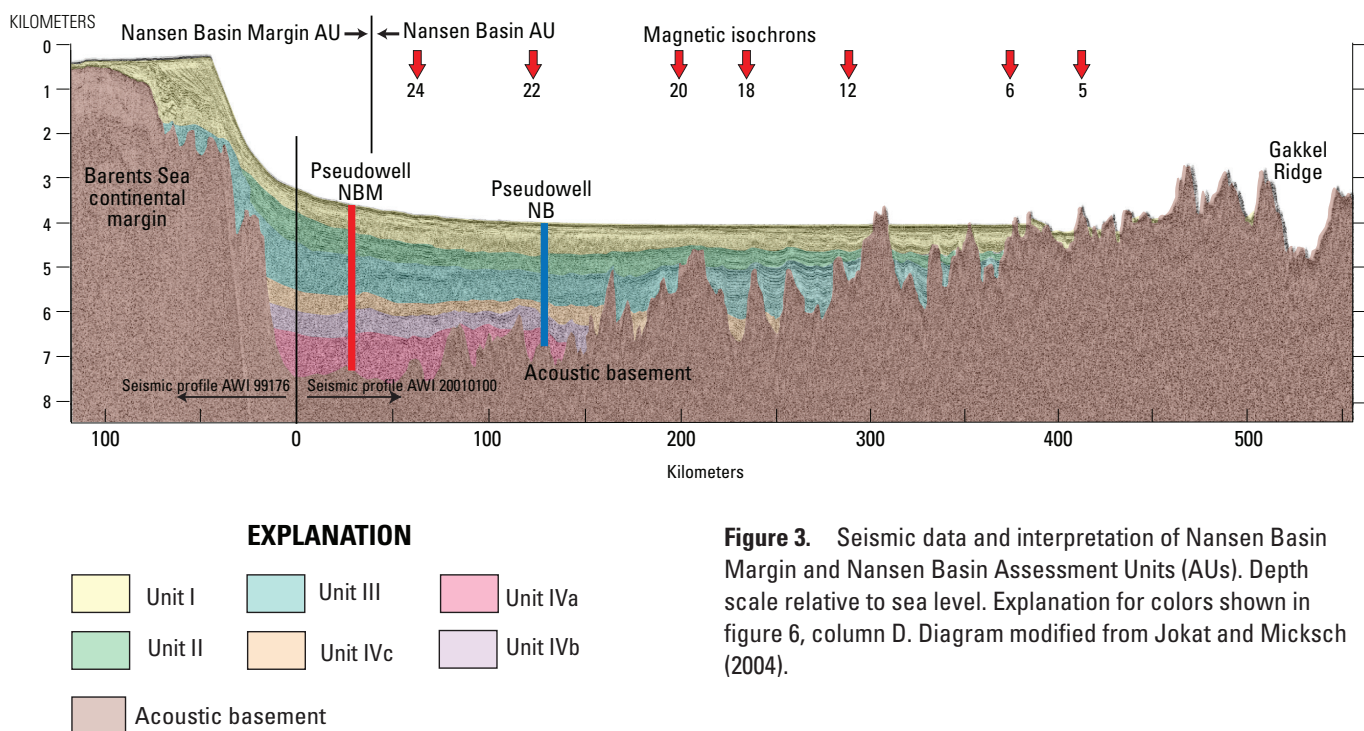 KILOMETERS
Nansen Basin Margin AU
Nansen Basin AU
Magnetic isochrons
24
22
20
18
12
6
5
0
1
2
3
4
5
6
7
8
Barents Sea
continental
margin
Pseudowell
NBM
Pseudowell
NB
Gakkel
Ridge
Acoustic basement
Seismic profile AWI 99176
Seismic profile AWI 20010100
100
0
100
200
300
400
500
Kilometers
EXPLANATION
Unit I
Unit III
Unit IVa
Unit II
Unit IVc
Unit IVb
Acoustic basement
Figure 3. Seismic data and interpretation of Nansen Basin
Margin and Nansen Basin Assessment Units (AUs). Depth
scale relative to sea level. Explanation for colors shown in
figure 6, column D. Diagram modified from Jokat and Micksch
(2004).